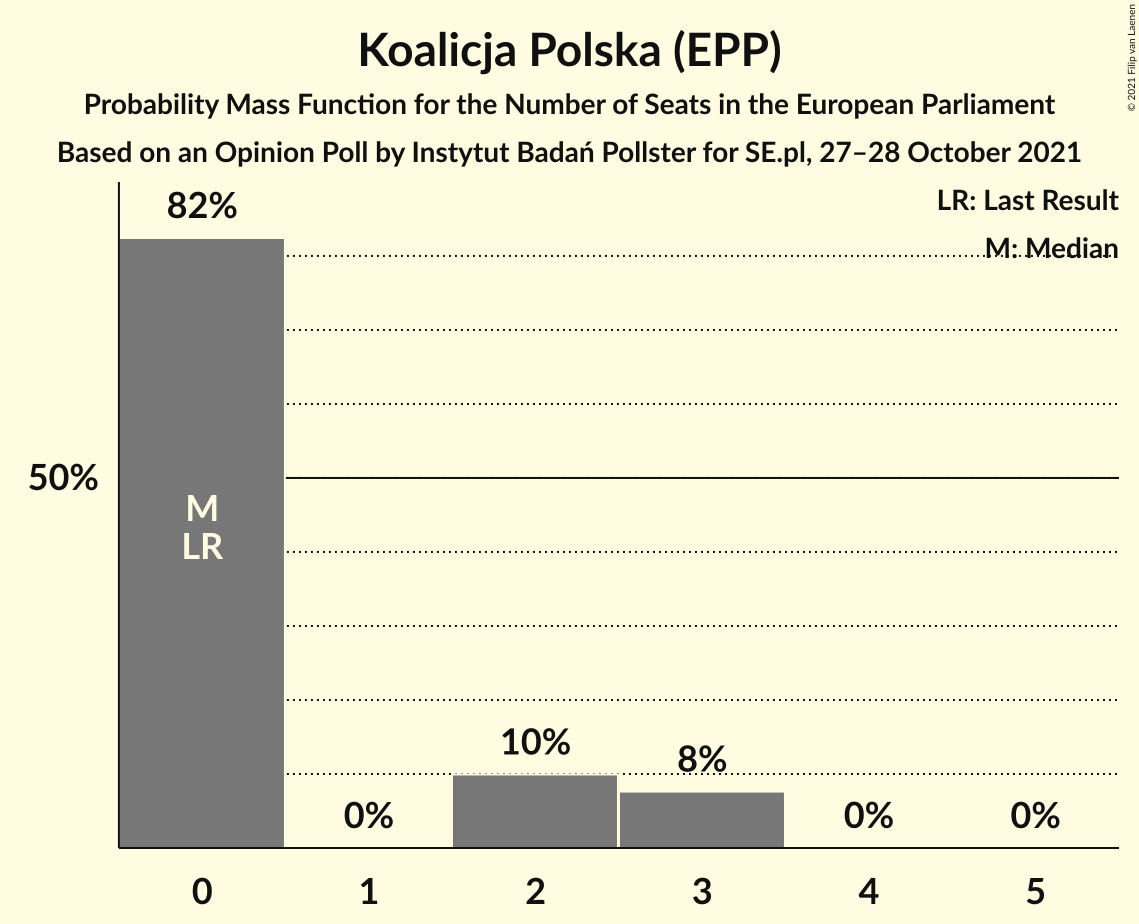 Koalicja Polska (EPP)
Probability Mass Function for the Number of Seats in the European Parliament
Based on an Opinion Poll by Instytut Badań Pollster for SE.pl, 27–28 October 2021
© 2021 Filip van Laenen
LR: Last Result
M: Median
82%
50%
M
LR
10%
8%
0%
0%
0%
0
1
2
3
4
5